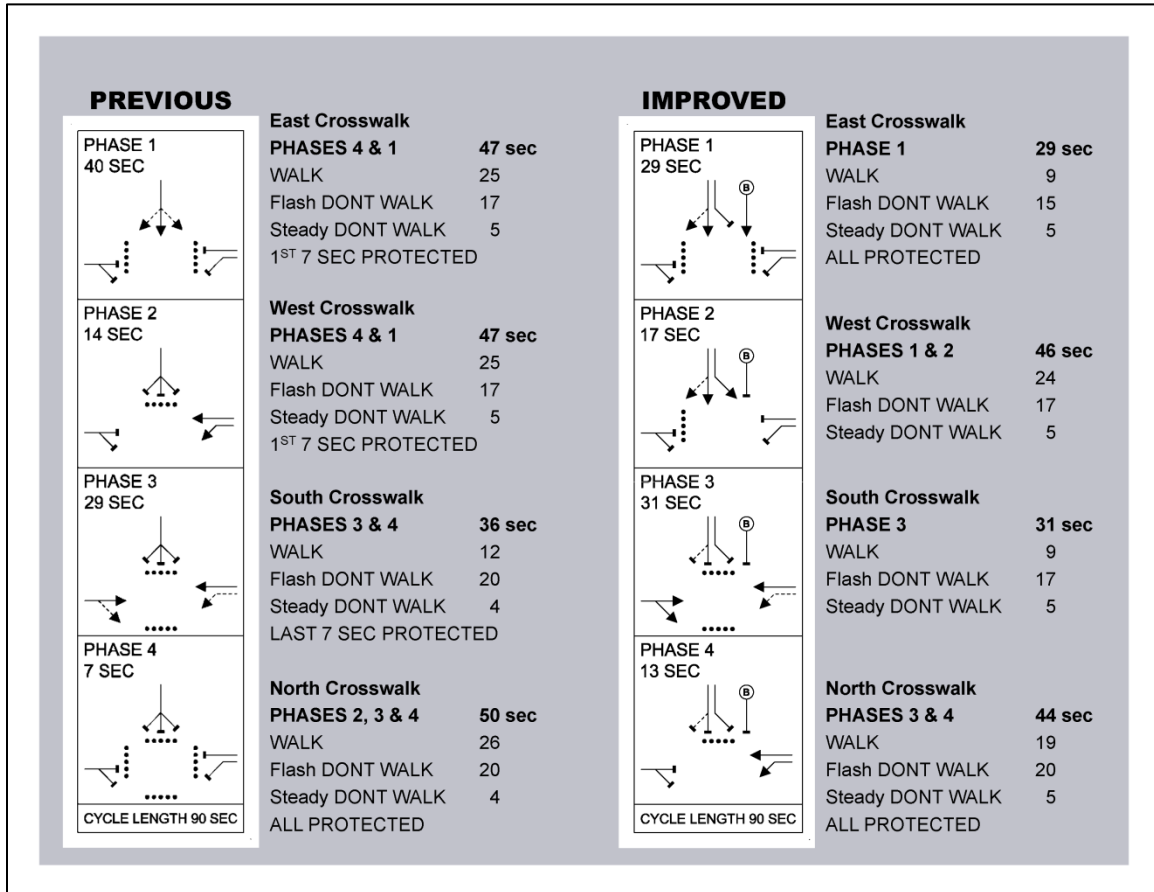 PREVIOUS
PHASE 1
40 SEC
PHASE 2
14 SEC
PHASE 3
29 SEC
PHASE 4
7 SEC
CYCLE LENGTH 90 SEC
East Crosswalk
PHASES 4 & 1 47 sec
WALK 25
Flash DONT WALK 17
Steady DONT WALK 5
1ST 7 SEC PROTECTED
West Crosswalk
PHASES 4 & 1 47 sec
WALK 25
Flash DONT WALK 17
Steady DONT WALK 5
1ST 7 SEC PROTECTED
South Crosswalk
PHASES 3 & 4 36 sec
WALK 12
Flash DONT WALK 20
Steady DONT WALK 4
LAST 7 SEC PROTECTED
North Crosswalk
PHASES 2, 3 & 4 50 sec
WALK 26
Flash DONT WALK 20
Steady DONT WALK 4
ALL PROTECTED
IMPROVED
PHASE 1
29 SEC
B
PHASE 2
17 SEC
B
PHASE 3
31 SEC
B
PHASE 4
13 SEC
B
CYCLE LENGTH 90 SEC
East Crosswalk
PHASE 1 29 sec
WALK 9
Flash DONT WALK 15
Steady DONT WALK 5
ALL PROTECTED
West Crosswalk
PHASES 1 & 2 46 sec
WALK 24
Flash DONT WALK 17
Steady DONT WALK 5
South Crosswalk
PHASE 3 31 sec
WALK 9
Flash DONT WALK 17
Steady DONT WALK 5
North Crosswalk
PHASES 3 & 4 44 sec
WALK 19
Flash DONT WALK 20
Steady DONT WALK 5
ALL PROTECTED